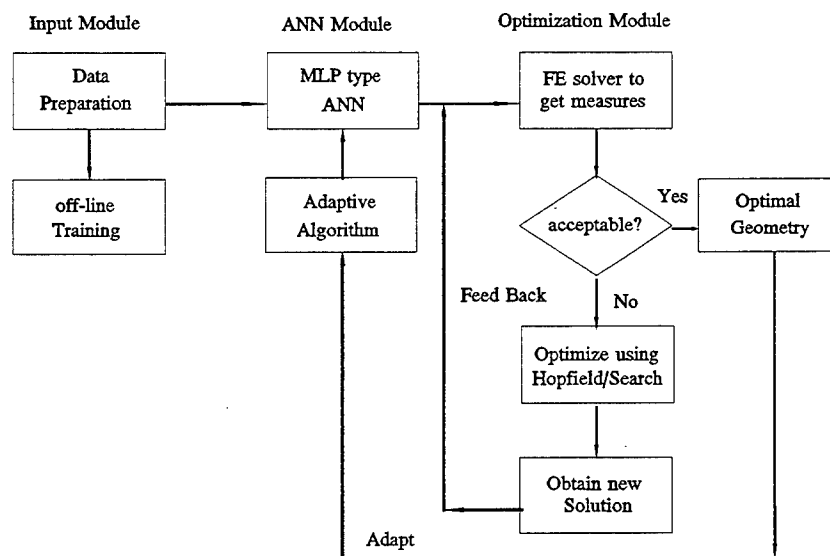 Input Module
ANN Module
Optimization Module
Data
Preparation
MLP type
ANN
FE solver to
get measures
off-line
Training
Adaptive
Algorithm
acceptable?
Yes
Optimal
Geometry
Feed Back
No
Optimize using
Hopfield/Search
Obtain new
Solution
Adapt